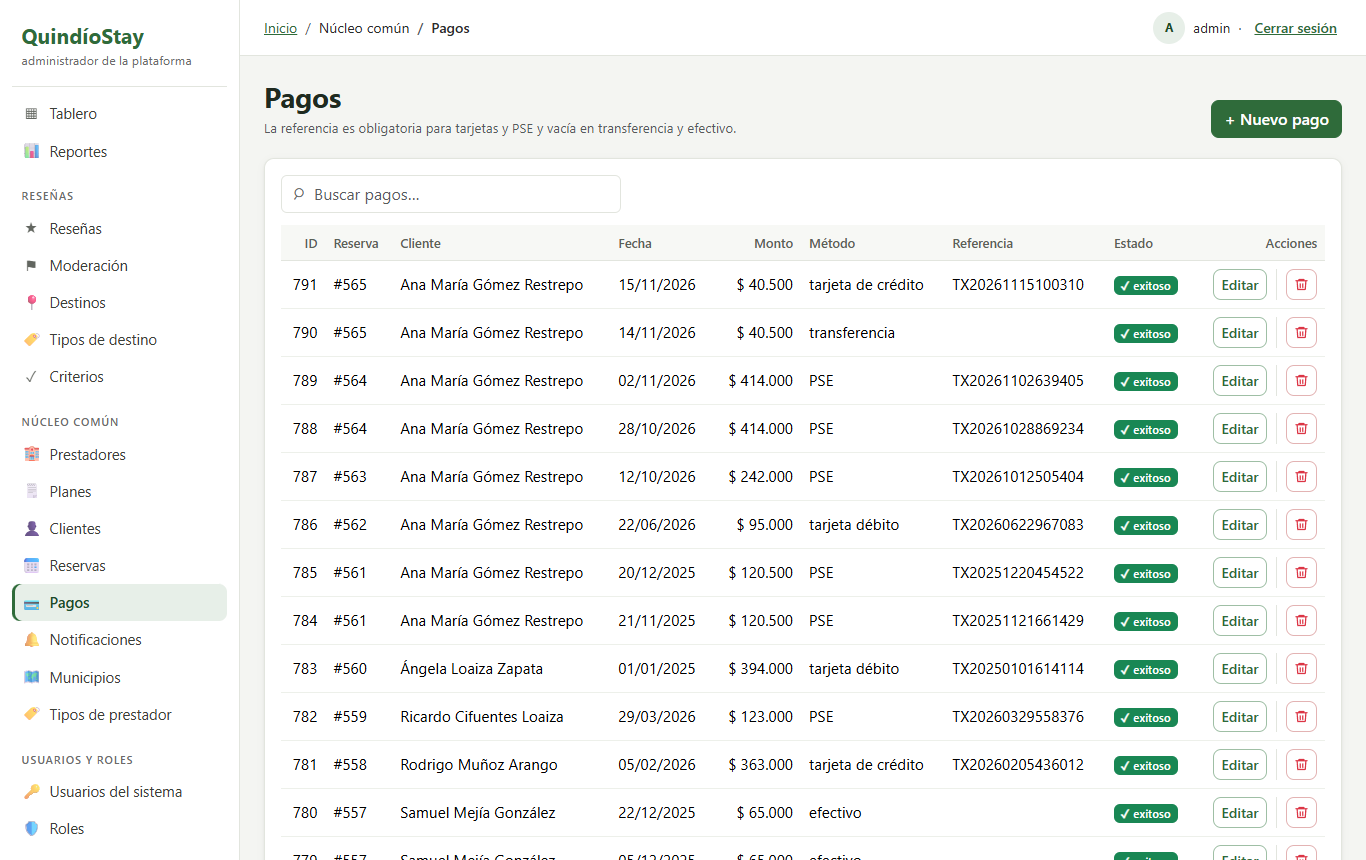 QuindíoStay
administrador de la plataforma
Tablero
Reportes
RESEÑAS
Reseñas
Moderación
Destinos
Tipos de destino
Criterios
NÚCLEO COMÚN
Prestadores
Planes
Clientes
Reservas
Pagos
Notificaciones
Municipios
Tipos de prestador
USUARIOS Y ROLES
Usuarios del sistema
Roles
Inicio / Núcleo común / Pagos
A admin · Cerrar sesión
Pagos
La referencia es obligatoria para tarjetas y PSE y vacía en transferencia y efectivo.
+ Nuevo pago
Buscar pagos...
ID Reserva Cliente Fecha Monto Método Referencia Estado Acciones
791 #565 Ana María Gómez Restrepo 15/11/2026 $ 40.500 tarjeta de crédito TX20261115100310 ✓ exitoso Editar
790 #565 Ana María Gómez Restrepo 14/11/2026 $ 40.500 transferencia ✓ exitoso Editar
789 #564 Ana María Gómez Restrepo 02/11/2026 $ 414.000 PSE TX20261102639405 ✓ exitoso Editar
788 #564 Ana María Gómez Restrepo 28/10/2026 $ 414.000 PSE TX20261028869234 ✓ exitoso Editar
787 #563 Ana María Gómez Restrepo 12/10/2026 $ 242.000 PSE TX20261012505404 ✓ exitoso Editar
786 #562 Ana María Gómez Restrepo 22/06/2026 $ 95.000 tarjeta débito TX20260622967083 ✓ exitoso Editar
785 #561 Ana María Gómez Restrepo 20/12/2025 $ 120.500 PSE TX20251220454522 ✓ exitoso Editar
784 #561 Ana María Gómez Restrepo 21/11/2025 $ 120.500 PSE TX20251121661429 ✓ exitoso Editar
783 #560 Ángela Loaiza Zapata 01/01/2025 $ 394.000 tarjeta débito TX20250101614114 ✓ exitoso Editar
782 #559 Ricardo Cifuentes Loaiza 29/03/2026 $ 123.000 PSE TX20260329558376 ✓ exitoso Editar
781 #558 Rodrigo Muñoz Arango 05/02/2026 $ 363.000 tarjeta de crédito TX20260205436012 ✓ exitoso Editar
780 #557 Samuel Mejía González 22/12/2025 $ 65.000 efectivo ✓ exitoso Editar
779 #557 Samuel Mejía González 05/12/2025 $ 65.000 efectivo